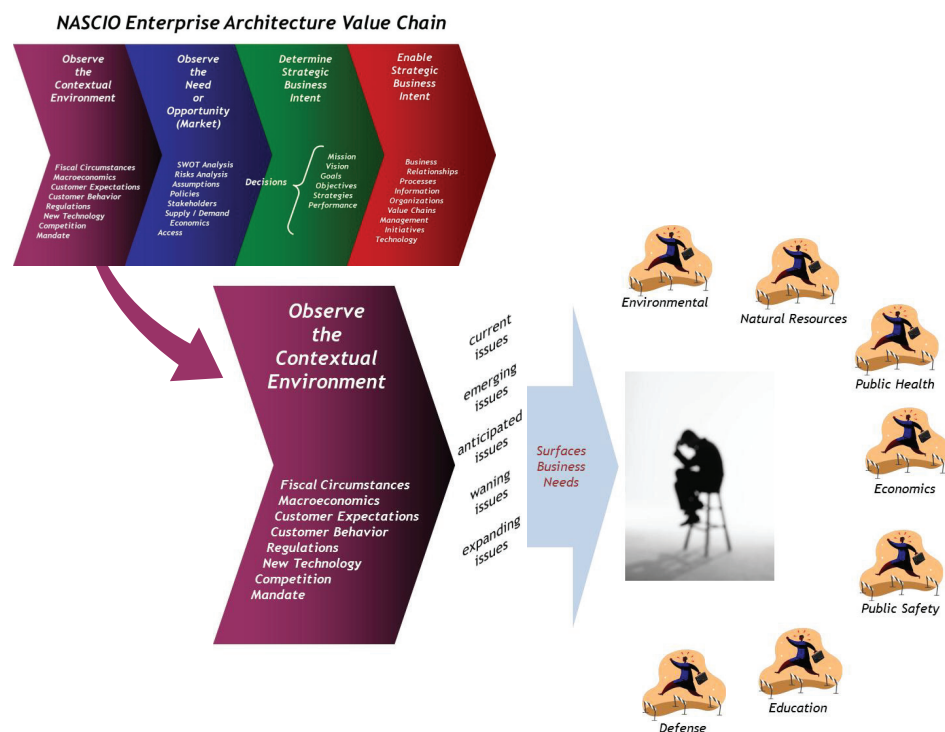 NASCIO Enterprise Architecture Value Chain
Observe
the
Contextual
Environment
Fiscal Circumstances
Macroeconomics
Customer Expectations
Customer Behavior
Regulations
New Technology
Competition
Mandate
Observe
the
Need
or
Opportunity
(Market)
SWOT Analysis
Risks Analysis
Assumptions
Policies
Stakeholders
Supply / Demand
Economics
Access
Determine
Strategic
Business
Intent
Decisions
Mission
Vision
Goals
Objectives
Strategies
Performance
Enable
Strategic
Business
Intent
Business
Relationships
Processes
Information
Organizations
Value Chains
Management
Initiatives
Technology
Observe
the
Contextual
Environment
Fiscal Circumstances
Macroeconomics
Customer Expectations
Customer Behavior
Regulations
New Technology
Competition
Mandate
current
issues
emerging
issues
anticipated
issues
waning
issues
expanding
issues
Surfaces
Business
Needs
Environmental
Natural Resources
Public Health
Economics
Public Safety
Education
Defense